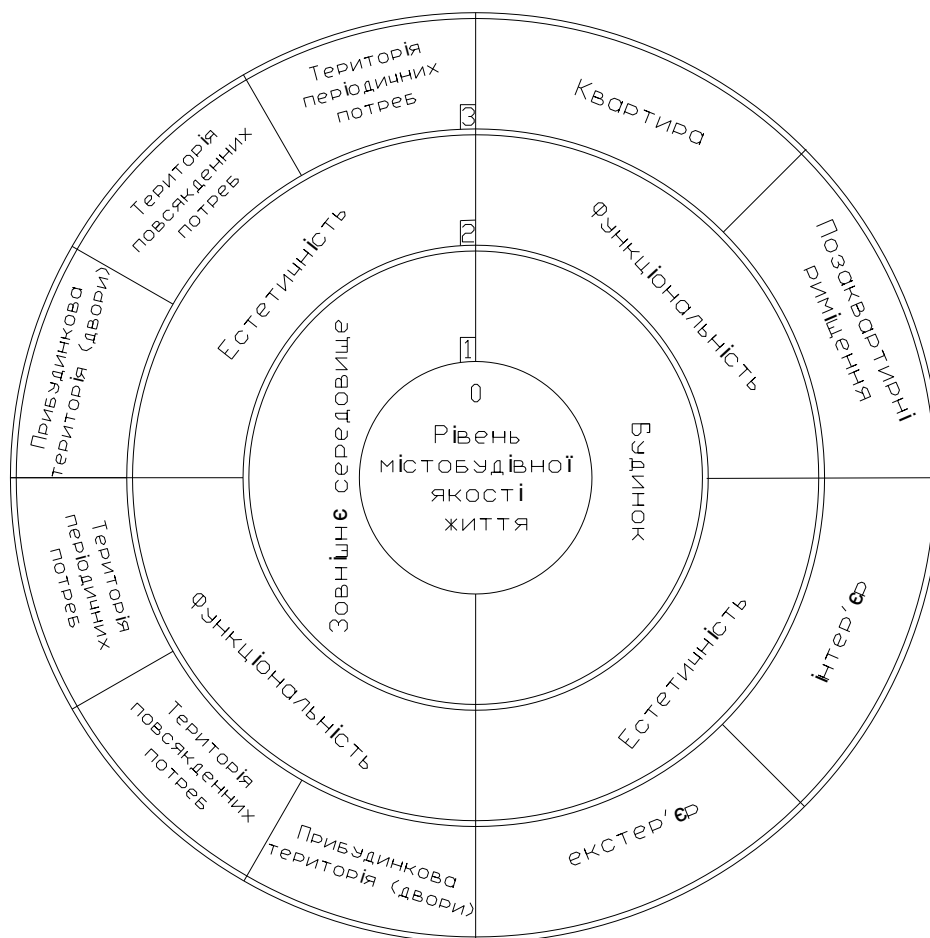 Територія
періодичних
потреб
3
Квартира
Територія
повсякденних
потреб
Прибудинкова
територія (двори)
Естетичність
2
функціональність
Позаквартирні
риміщення
Зовнішнє середовище
1
0
Рівень
містобудівної
якості
життя
Будинок
Територія
періодичних
потреб
функціональність
Територія
повсякденних
потреб
Прибудинкова
територія (двори)
Естетичність
інтер'єр
екстер'єр